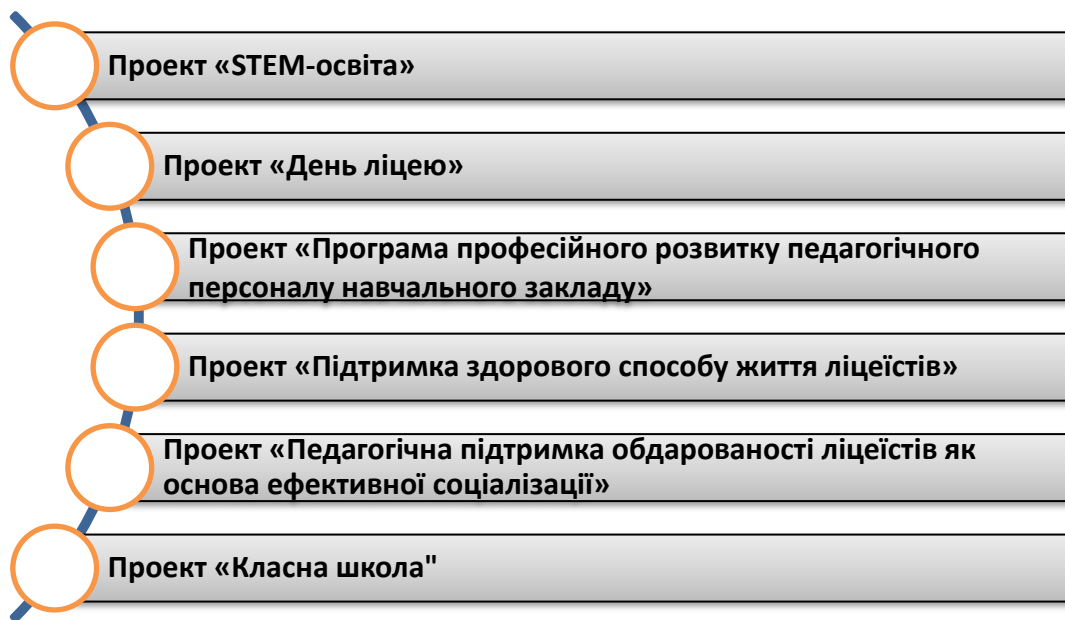 Проект «STEM-освіта»
Проект «День ліцею»
Проект «Програма професійного розвитку педагогічного
персоналу навчального закладу»
Проект «Підтримка здорового способу життя ліцеїстів»
Проект «Педагогічна підтримка обдарованості ліцеїстів як
основа ефективної соціалізації»
Проект «Класна школа"